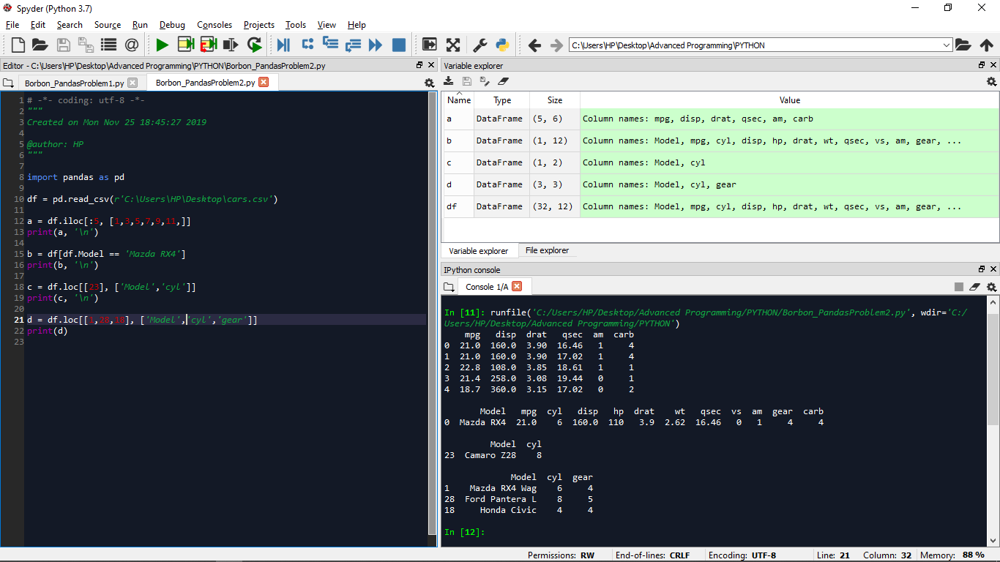 Spyder (Python 3.7)
File Edit Search Source Run Debug Consoles Projects Tools View Help
C:\Users\HP\Desktop\Advanced Programming\PYTHON
Editor - C:\Users\HP\Desktop\Advanced Programming\PYTHON\Borbon_PandasProblem2.py
Borbon_PandasProblem1.py Borbon_PandasProblem2.py
1 # -*- coding: utf-8 -*-
2 """
3 Created on Mon Nov 25 18:45:27 2019
4
5 @author: HP
6 """
7
8 import pandas as pd
9
10 df = pd.read_csv(r'C:\Users\HP\Desktop\cars.csv')
11
12 a = df.iloc[:5, [1,3,5,7,9,11,]]
13 print(a, '\n')
14
15 b = df[df.Model == 'Mazda RX4']
16 print(b, '\n')
17
18 c = df.loc[[23], ['Model','cyl']]
19 print(c, '\n')
20
21 d = df.loc[[1,28,18], ['Model','cyl','gear']]
22 print(d)
23
Variable explorer
Name Type Size Value
a DataFrame (5, 6) Column names: mpg, disp, drat, qsec, am, carb
b DataFrame (1, 12) Column names: Model, mpg, cyl, disp, hp, drat, wt, qsec, vs, am, gear, ...
c DataFrame (1, 2) Column names: Model, cyl
d DataFrame (3, 3) Column names: Model, cyl, gear
df DataFrame (32, 12) Column names: Model, mpg, cyl, disp, hp, drat, wt, qsec, vs, am, gear, ...
Variable explorer File explorer
IPython console
Console 1/A
In [11]: runfile('C:/Users/HP/Desktop/Advanced Programming/PYTHON/Borbon_PandasProblem2.py', wdir='C:/
Users/HP/Desktop/Advanced Programming/PYTHON')
mpg disp drat qsec am carb
0 21.0 160.0 3.90 16.46 1 4
1 21.0 160.0 3.90 17.02 1 4
2 22.8 108.0 3.85 18.61 1 1
3 21.4 258.0 3.08 19.44 0 1
4 18.7 360.0 3.15 17.02 0 2
Model mpg cyl disp hp drat wt qsec vs am gear carb
0 Mazda RX4 21.0 6 160.0 110 3.9 2.62 16.46 0 1 4 4
Model cyl
23 Camaro Z28 8
Model cyl gear
1 Mazda RX4 Wag 6 4
28 Ford Pantera L 8 5
18 Honda Civic 4 4
In [12]:
Permissions: RW End-of-lines: CRLF Encoding: UTF-8 Line: 21 Column: 32 Memory: 88 %